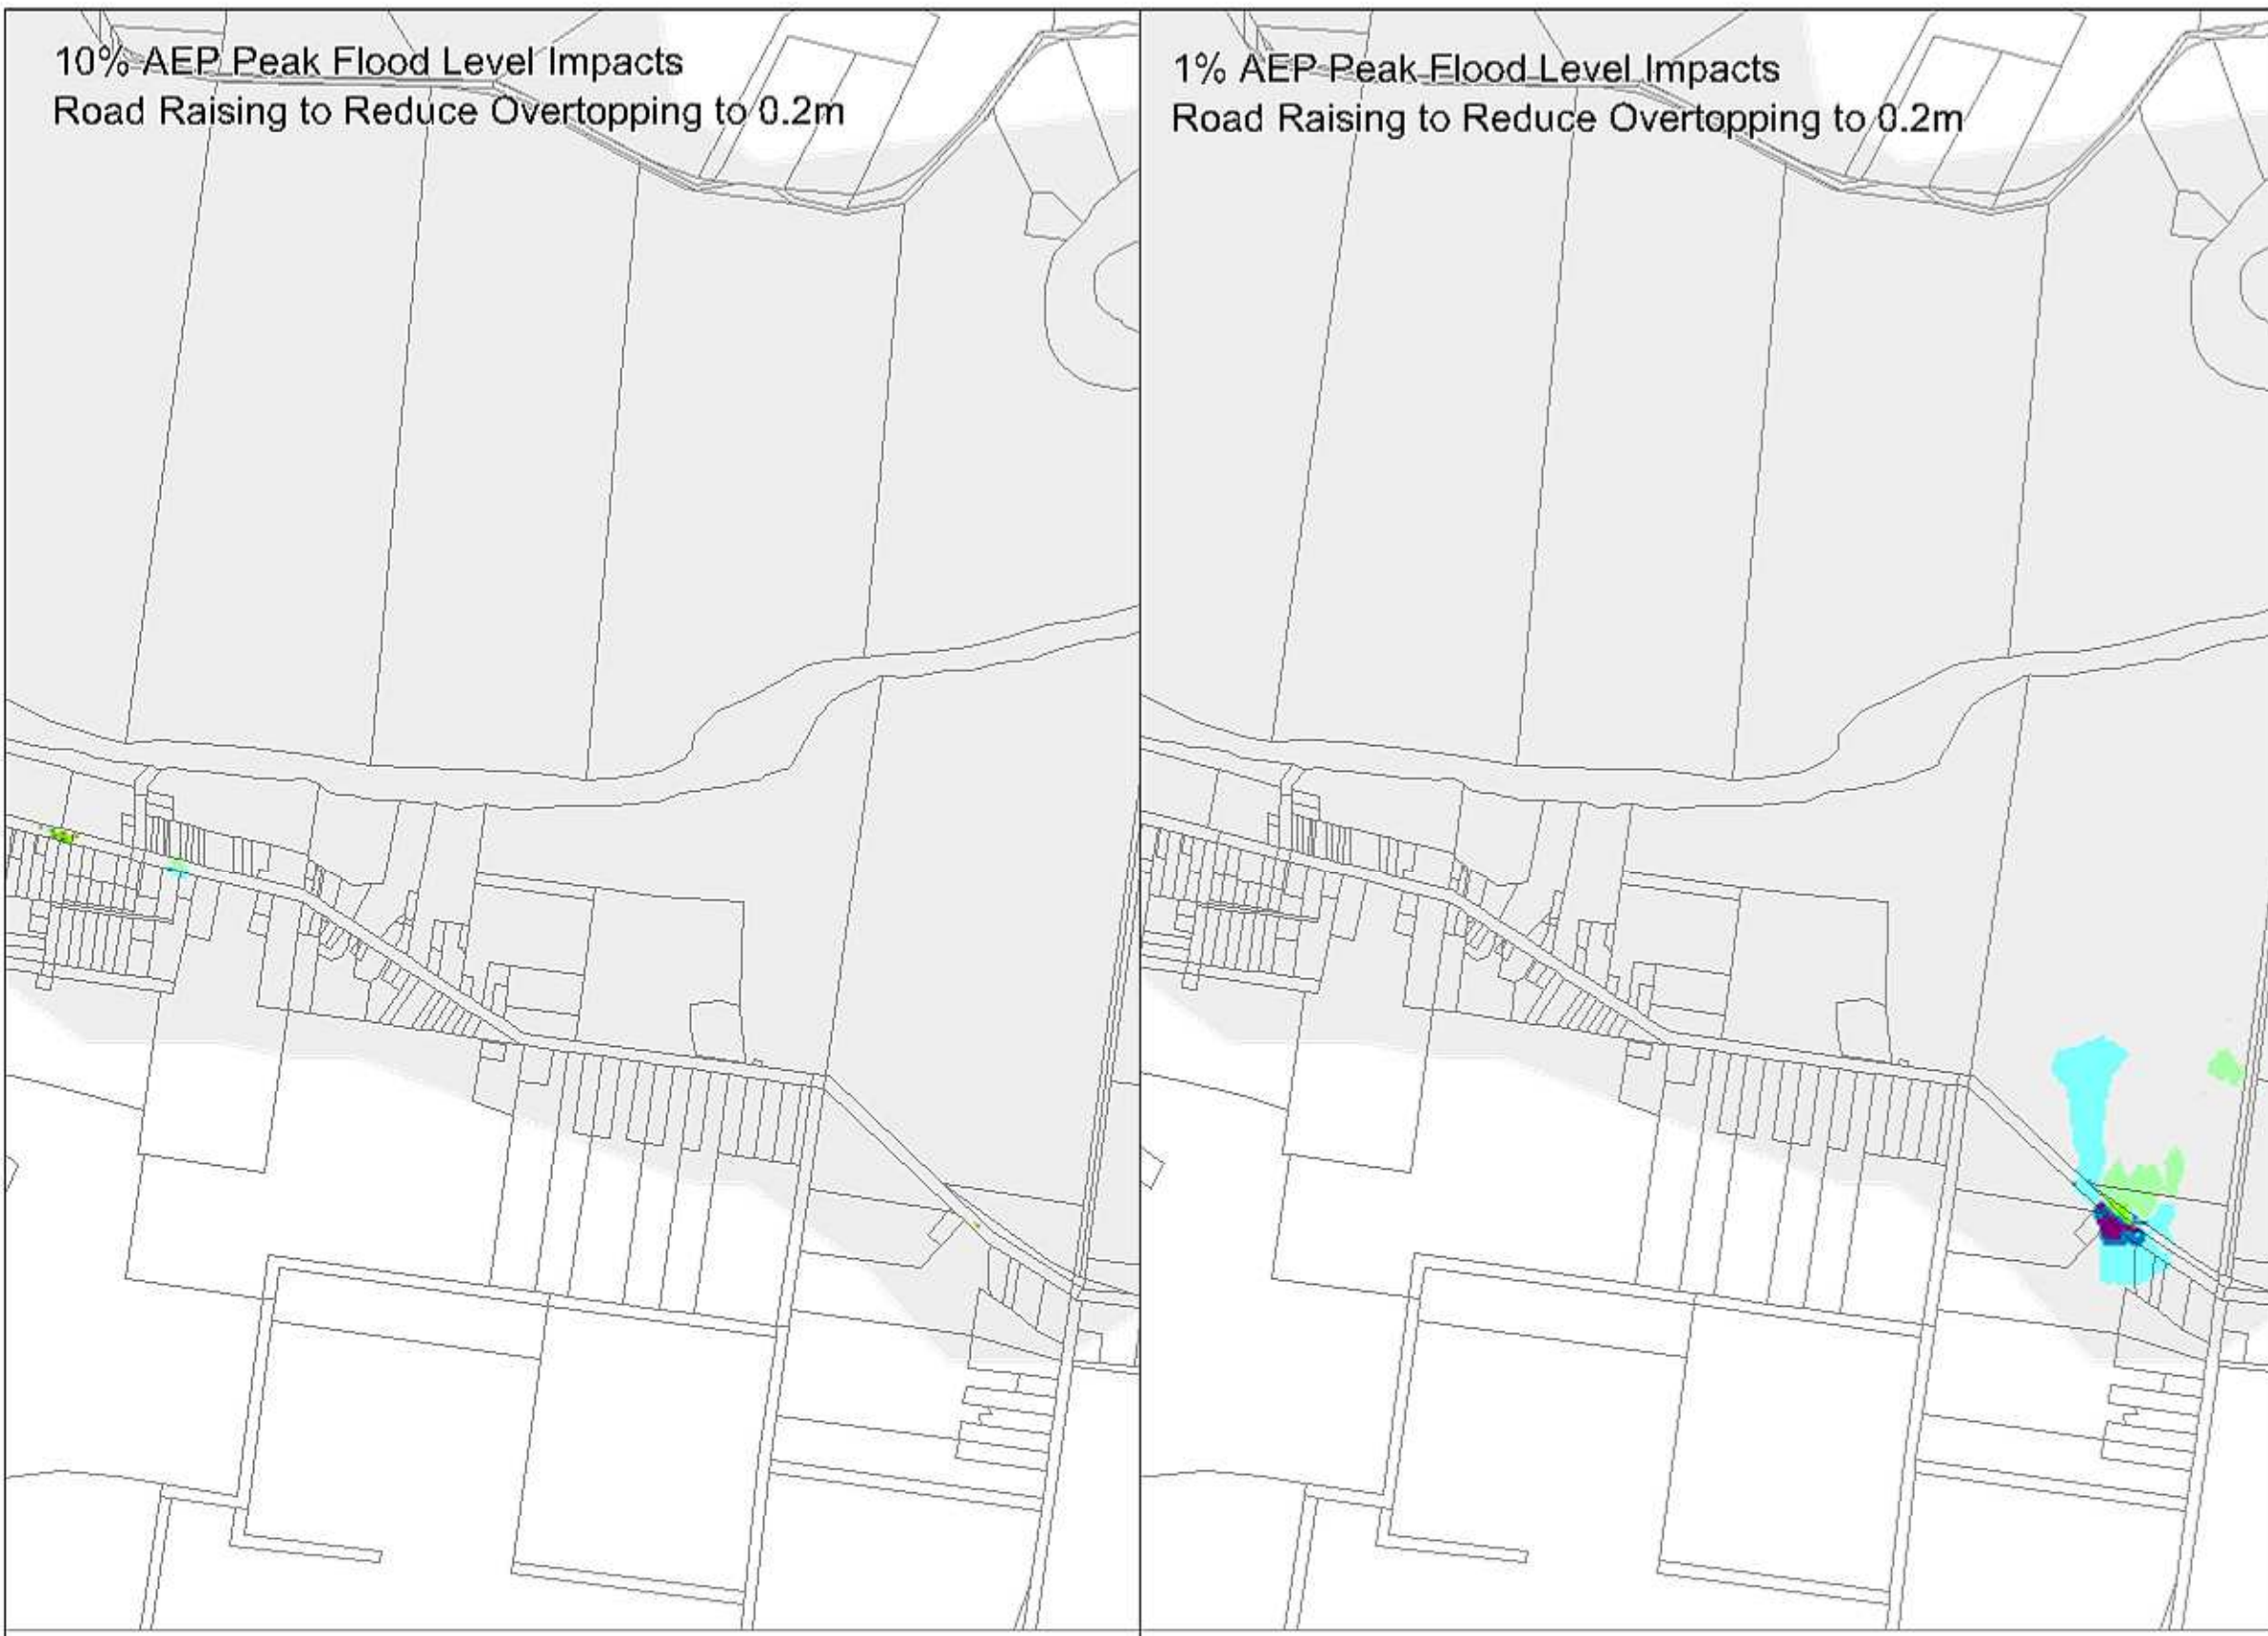 10% AEP Peak Flood Level Impacts
Road Raising to Reduce Overtopping to 0.2m
1% AEP Peak Flood Level Impacts
Road Raising to Reduce Overtopping to 0.2m